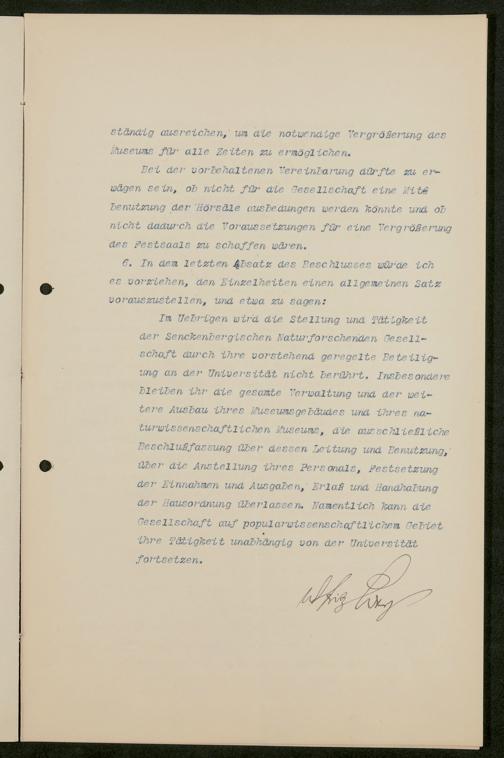 ständig ausreichen, um die notwendige Vergrößerung des
Museums für alle Zeiten zu ermöglichen.
Bei der vorbehaltenen Vereinbarung dürfte zu er-
wägen sein, ob nicht für die Gesellschaft eine Mit-
benutzung der Hörsäle ausbedungen werden könnte und ob
nicht dadurch die Voraussetzungen für eine Vergrößerung
des Festsaals zu schaffen wären.
6. In dem letzten Absatz des Beschlusses würde ich
es vorziehen, den Einzelheiten einen allgemeinen Satz
vorauszustellen, und etwa zu sagen:
Im Uebrigen wird die Stellung und Tätigkeit
der Senckenbergischen Naturforschenden Gesell-
schaft durch ihre vorstehend geregelte Beteilig-
ung an der Universität nicht berührt. Insbesondere
bleiben ihr die gesamte Verwaltung und der wei-
tere Ausbau ihres Museumsgebäudes und ihres na-
turwissenschaftlichen Museums, die ausschließliche
Beschlußfassung über dessen Leitung und Benutzung,
über die Anstellung ihres Personals, Festsetzung
der Einnahmen und Ausgaben, Erlaß und Handhabung
der Hausordnung überlassen. Namentlich kann die
Gesellschaft auf popularwissenschaftlichem Gebiet
ihre Tätigkeit unabhängig von der Universität
fortsetzen.